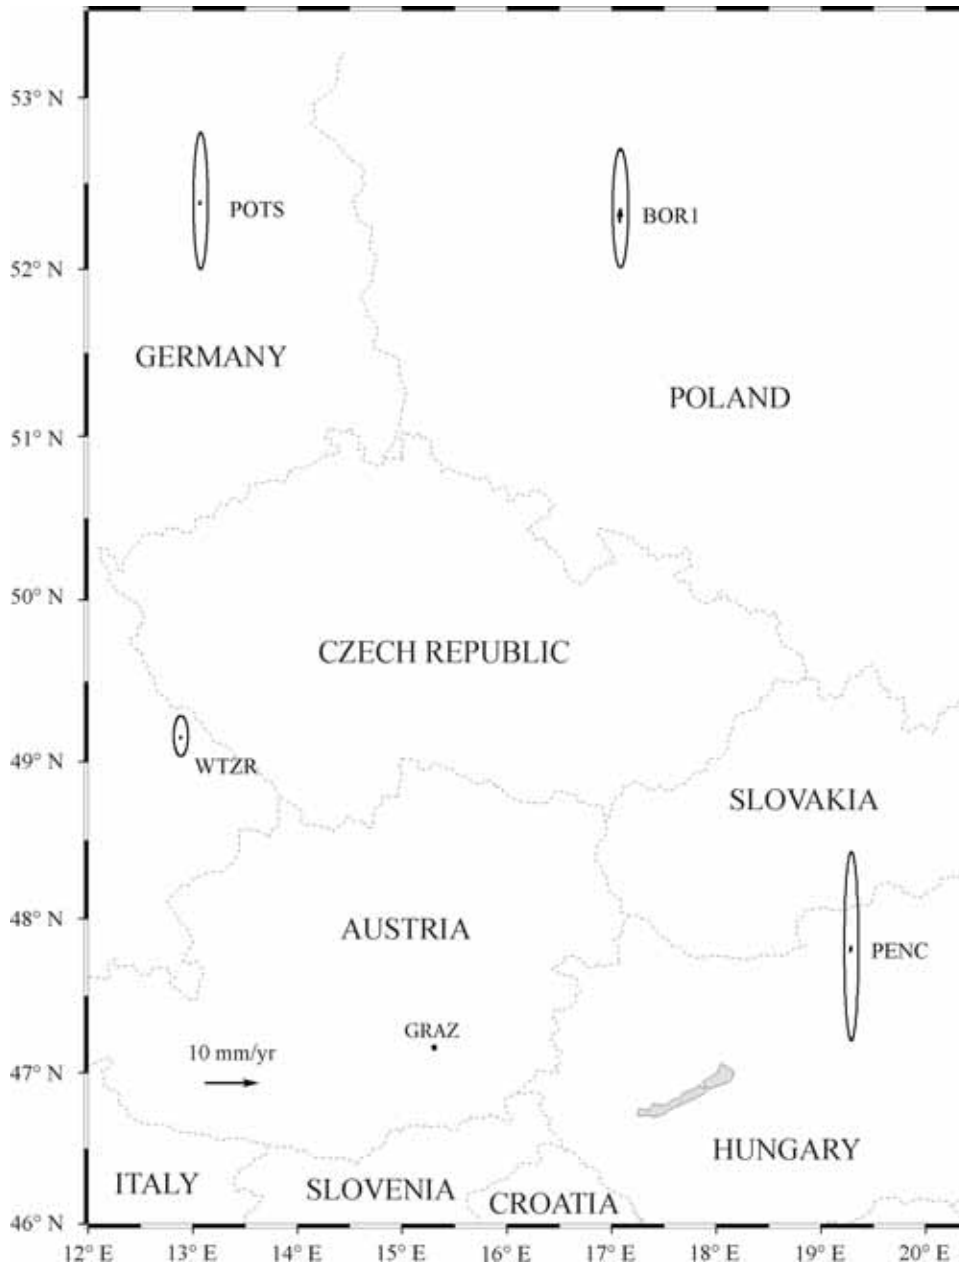 53° N
POTS
BOR1
52° N
GERMANY
POLAND
51° N
50° N
CZECH REPUBLIC
49° N
WTZR
SLOVAKIA
48° N
AUSTRIA
PENC
GRAZ
10 mm/yr
47° N
HUNGARY
ITALY
SLOVENIA
CROATIA
46° N
12° E 13° E 14° E 15° E 16° E 17° E 18° E 19° E 20° E